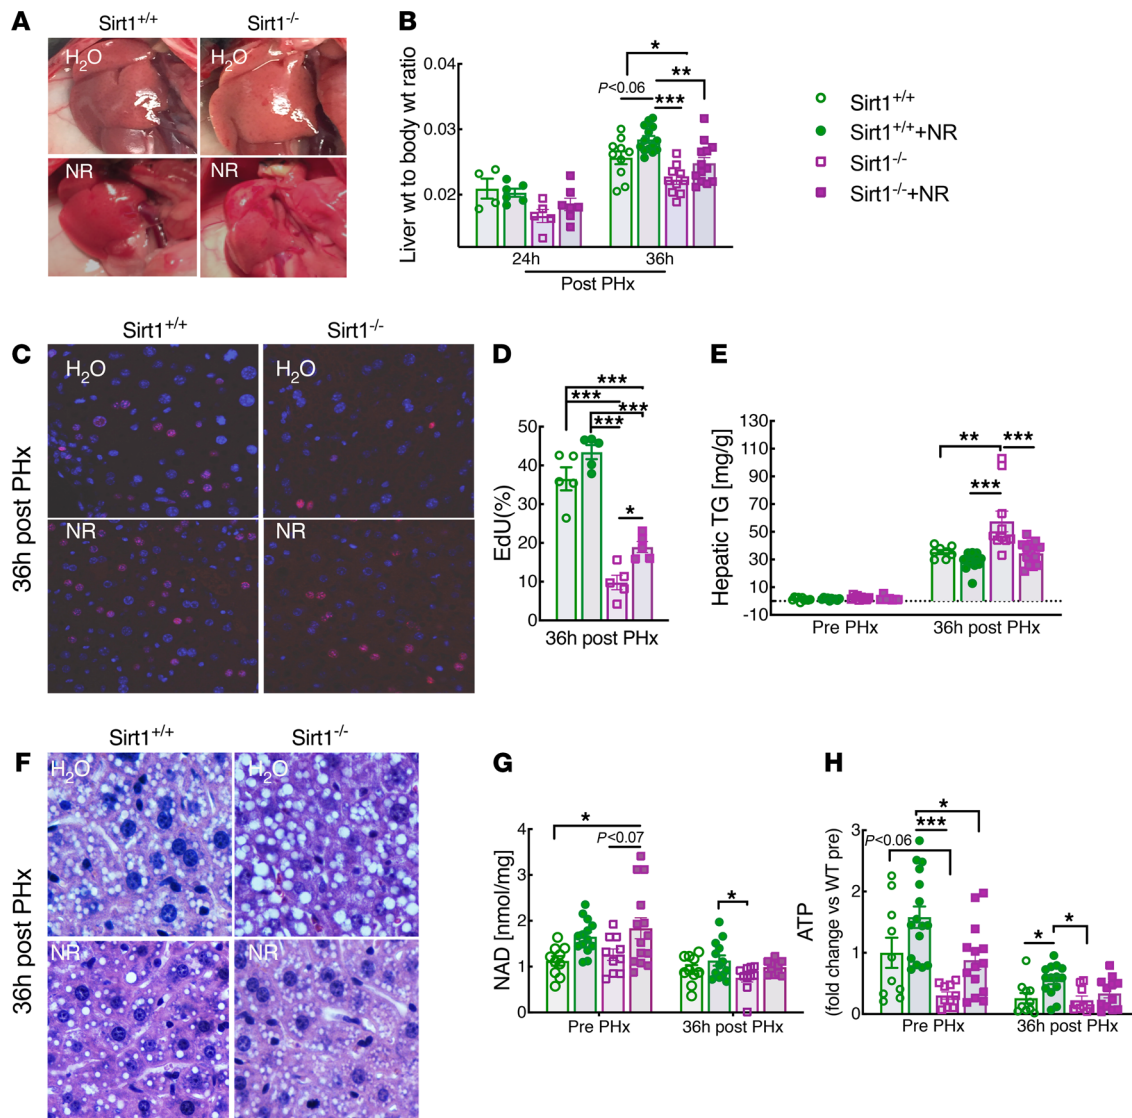 A
Sirt1+/+
Sirt1-/-
H2O
H2O
NR
NR
B
Liver wt to body wt ratio
0.04
0.03
0.02
P<0.06
*
**
***
24h
36h
Post PHx
Sirt1+/+
Sirt1+/++NR
Sirt1-/-
Sirt1-/-+NR
C
Sirt1+/+
Sirt1-/-
36h post PHx
H2O
H2O
NR
NR
D
EdU(%)
50
40
30
20
10
0
***
***
***
***
*
36h post PHx
E
Hepatic TG [mg/g]
130
110
90
70
50
30
10
-10
**
***
***
Pre PHx
36h post PHx
F
Sirt1+/+
Sirt1-/-
36h post PHx
H2O
H2O
NR
NR
G
NAD [nmol/mg]
4
3
2
1
0
*
P<0.07
*
Pre PHx
36h post PHx
H
ATP
(fold change vs WT pre)
3
2
1
0
P<0.06
*
***
*
*
Pre PHx
36h post PHx